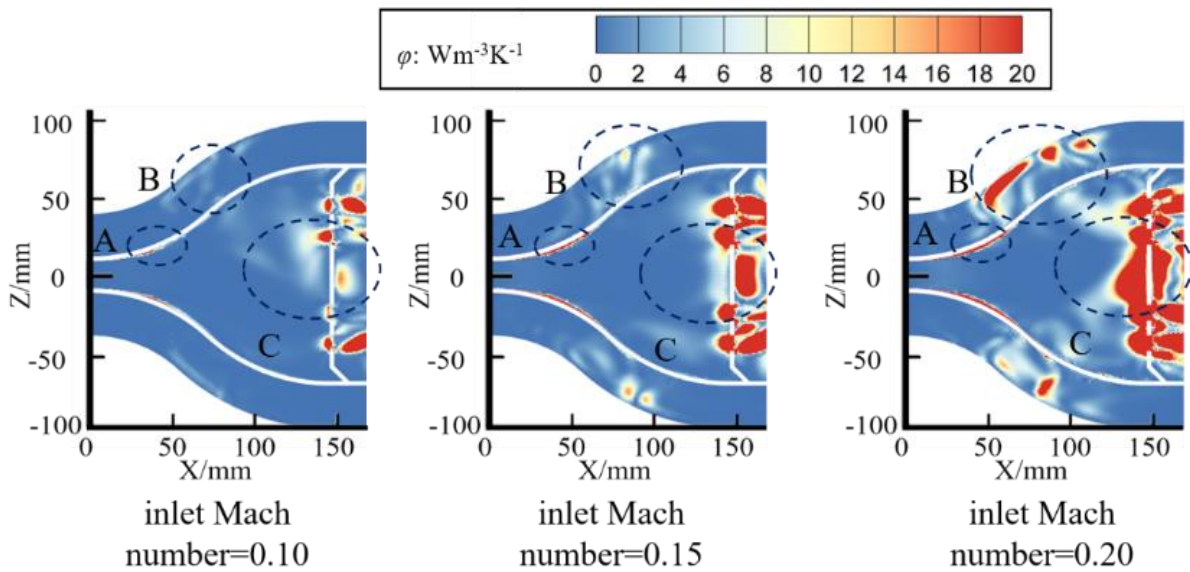 φ: Wm⁻³K⁻¹
0 2 4 6 8 10 12 14 16 18 20
100
50
0
-50
-100
Z/mm
B
A
C
0 50 100 150
X/mm
inlet Mach
number=0.10
100
50
0
-50
-100
Z/mm
B
A
C
0 50 100 150
X/mm
inlet Mach
number=0.15
100
50
0
-50
-100
Z/mm
B
A
C
0 50 100 150
X/mm
inlet Mach
number=0.20